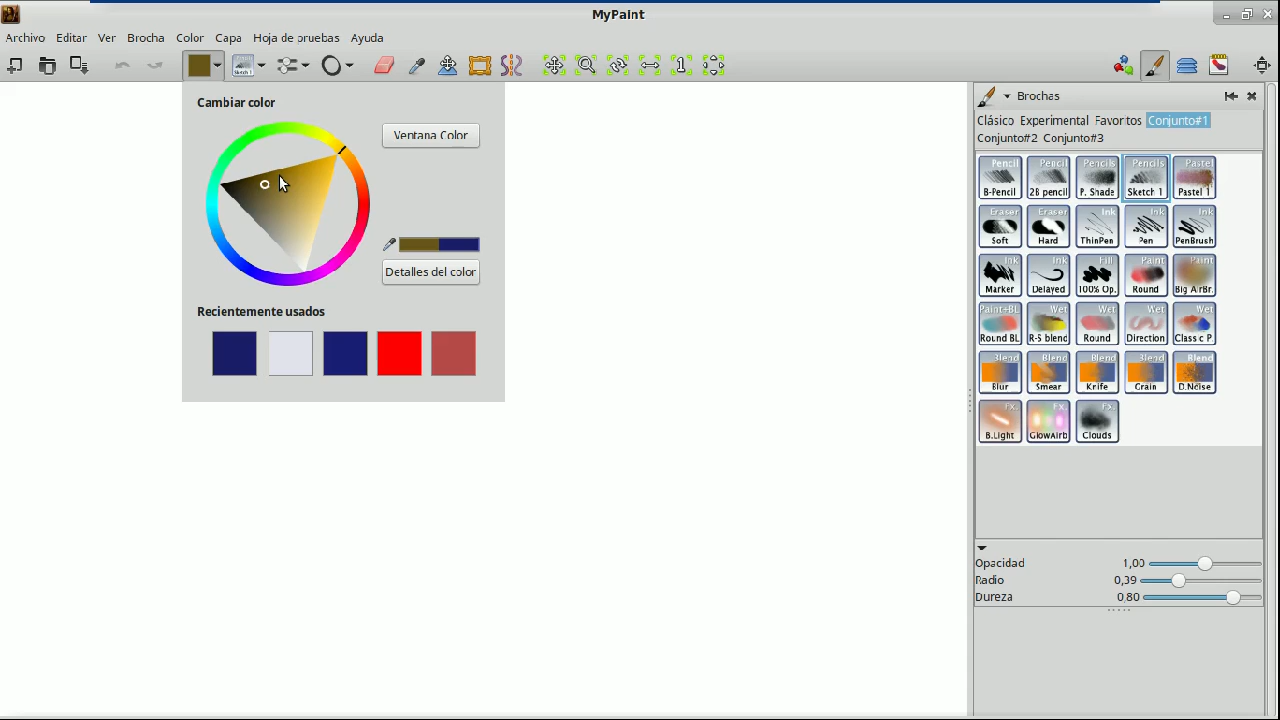 MyPaint
Archivo Editar Ver Brocha Color Capa Hoja de pruebas Ayuda
Sketch 1
1
Cambiar color
Ventana Color
Detalles del color
Recientemente usados
Brochas
Clásico Experimental Favoritos Conjunto#1
Conjunto#2 Conjunto#3
Pencil Pencil Pencils Pencils Pastel
B-Pencil 2B pencil P. Shade Sketch 1 Pastel 1
Eraser Eraser Ink Ink Ink
Soft Hard ThinPen Pen PenBrush
Ink Ink Fill Paint Paint
Marker Delayed 100% Op. Round Big AirBr.
Paint+BL Wet Wet Wet Wet
Round BL R-S blend Round Direction Classic P.
Blend Blend Blend Blend Blend
Blur Smear Knife Grain D.Noise
Fx. Fx. Fx.
B.Light GlowAirb Clouds
Opacidad 1,00
Radio 0,39
Dureza 0,80